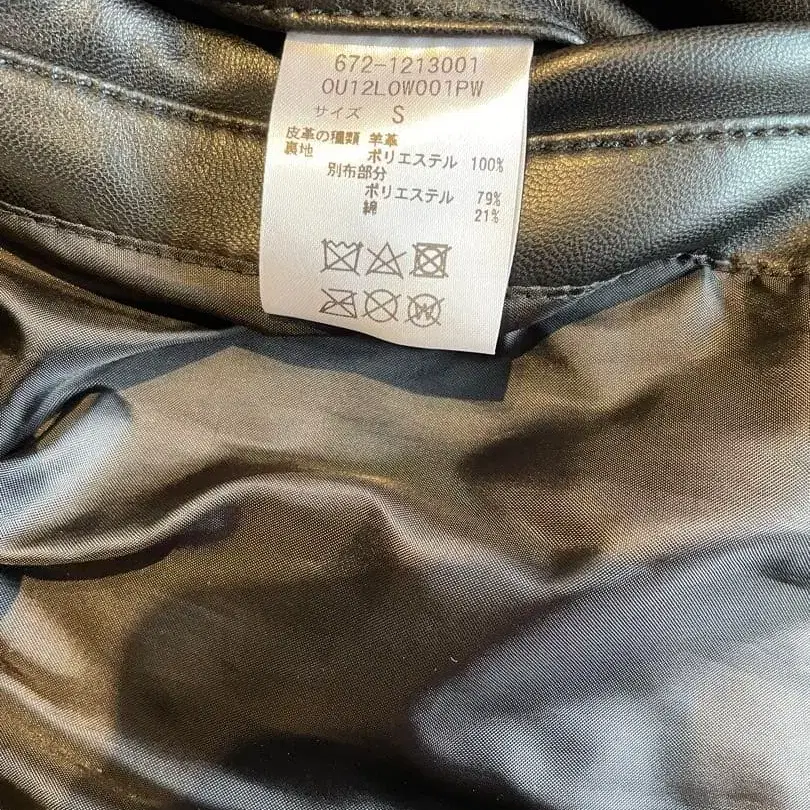 672-1213001
OU12LOW001PW
サイズ S
皮革の種類 羊革
裏地 ポリエステル 100%
別布部分
ポリエステル 79%
綿 21%
W